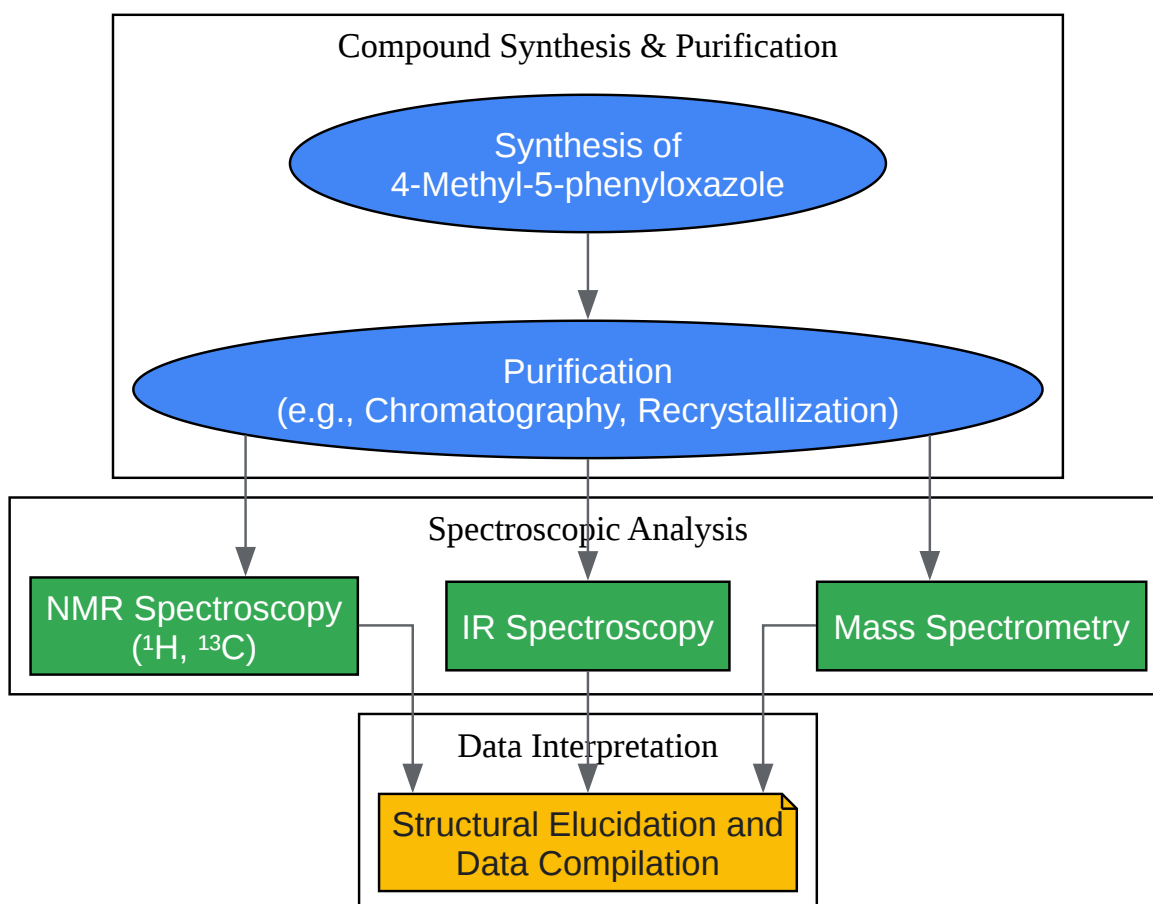 Compound Synthesis & Purification
Synthesis of
4-Methyl-5-phenyloxazole
Purification
(e.g., Chromatography, Recrystallization)
Spectroscopic Analysis
NMR Spectroscopy
(¹H, ¹³C)
IR Spectroscopy
Mass Spectrometry
Data Interpretation
Structural Elucidation and
Data Compilation